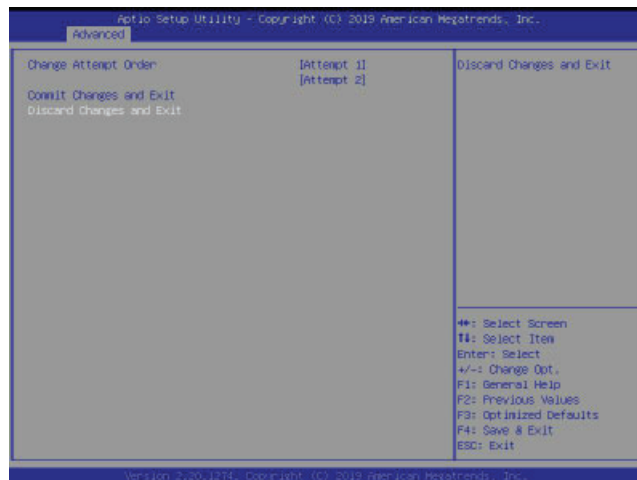 Aptio Setup Utility - Copyright (C) 2019 American Megatrends, Inc.
Advanced
Change Attempt Order [Attempt 1]
[Attempt 2]
Commit Changes and Exit
Discard Changes and Exit
Discard Changes and Exit
: Select Screen
↑↓: Select Item
Enter: Select
+/-: Change Opt.
F1: General Help
F2: Previous Values
F3: Optimized Defaults
F4: Save & Exit
ESC: Exit
Version 2.20.1274. Copyright (C) 2019 American Megatrends, Inc.